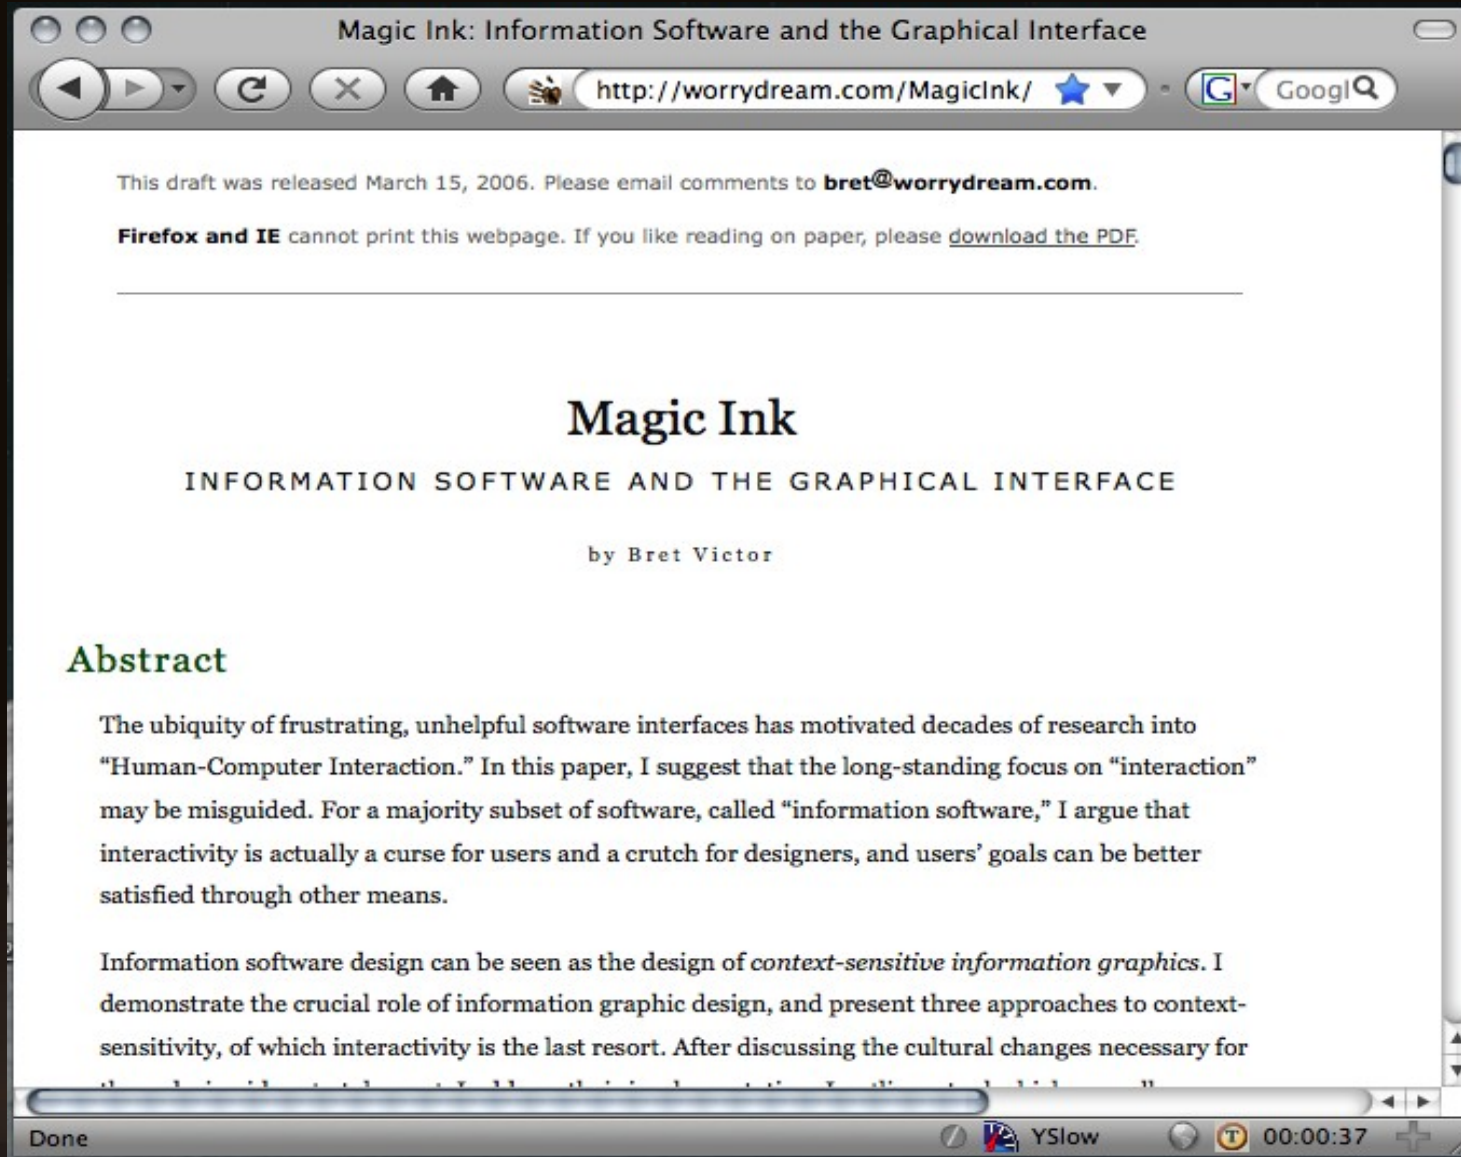 Magic Ink: Information Software and the Graphical Interface
http://worrydream.com/MagicInk/
G
Googl
This draft was released March 15, 2006. Please email comments to bret@worrydream.com.
Firefox and IE cannot print this webpage. If you like reading on paper, please download the PDF.
Magic Ink
INFORMATION SOFTWARE AND THE GRAPHICAL INTERFACE
by Bret Victor
Abstract
The ubiquity of frustrating, unhelpful software interfaces has motivated decades of research into
“Human-Computer Interaction.” In this paper, I suggest that the long-standing focus on “interaction”
may be misguided. For a majority subset of software, called “information software,” I argue that
interactivity is actually a curse for users and a crutch for designers, and users’ goals can be better
satisfied through other means.
Information software design can be seen as the design of context-sensitive information graphics. I
demonstrate the crucial role of information graphic design, and present three approaches to context-
sensitivity, of which interactivity is the last resort. After discussing the cultural changes necessary for
Done
YSlow
T
00:00:37